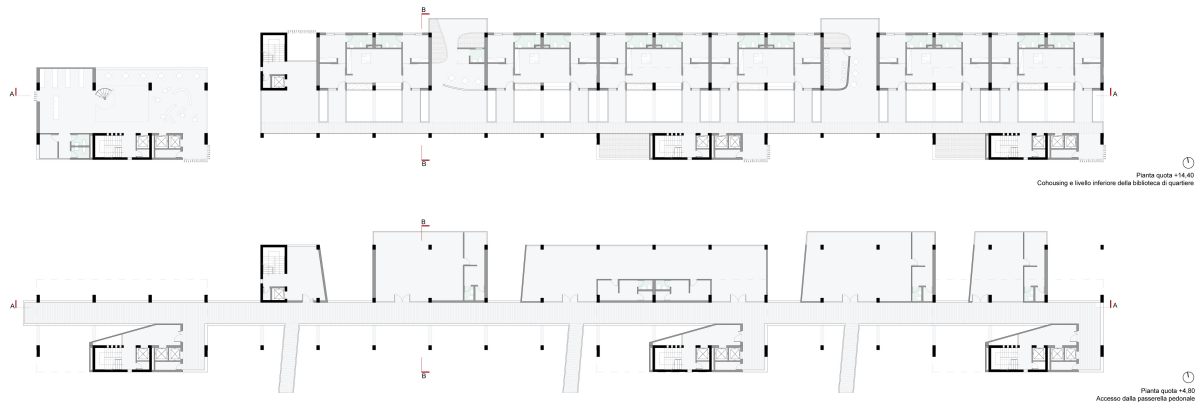 B
A
A
B
Pianta quota +14,40
Cohousing e livello inferiore della biblioteca di quartiere
B
A
A
B
Pianta quota +4,80
Accesso dalla passerella pedonale